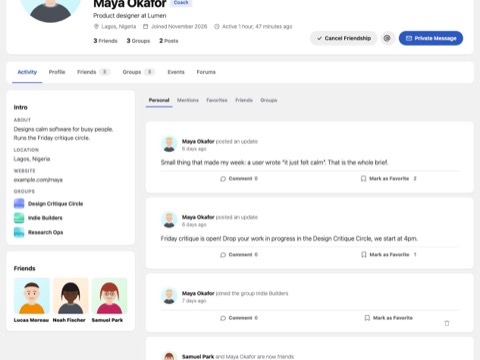 Maya Okafor Coach
Product designer at Lumen
Lagos, Nigeria Joined November 2026 Active 1 hour, 47 minutes ago
3 Friends 3 Groups 2 Posts
Cancel Friendship
Private Message
Activity Profile Friends 3 Groups 3 Events Forums
Intro
ABOUT
Designs calm software for busy people.
Runs the Friday critique circle.
LOCATION
Lagos, Nigeria
WEBSITE
example.com/maya
GROUPS
Design Critique Circle
Indie Builders
Research Ops
Friends
Lucas Moreau Noah Fischer Samuel Park
Personal Mentions Favorites Friends Groups
Maya Okafor posted an update
6 days ago
Small thing that made my week: a user wrote "it just felt calm". That is the whole brief.
Comment 0 Mark as Favorite 2
Maya Okafor posted an update
6 days ago
Friday critique is open! Drop your work in progress in the Design Critique Circle, we start at 4pm.
Comment 0 Mark as Favorite 1
Maya Okafor joined the group Indie Builders
7 days ago
Comment 0 Mark as Favorite
Samuel Park and Maya Okafor are now friends